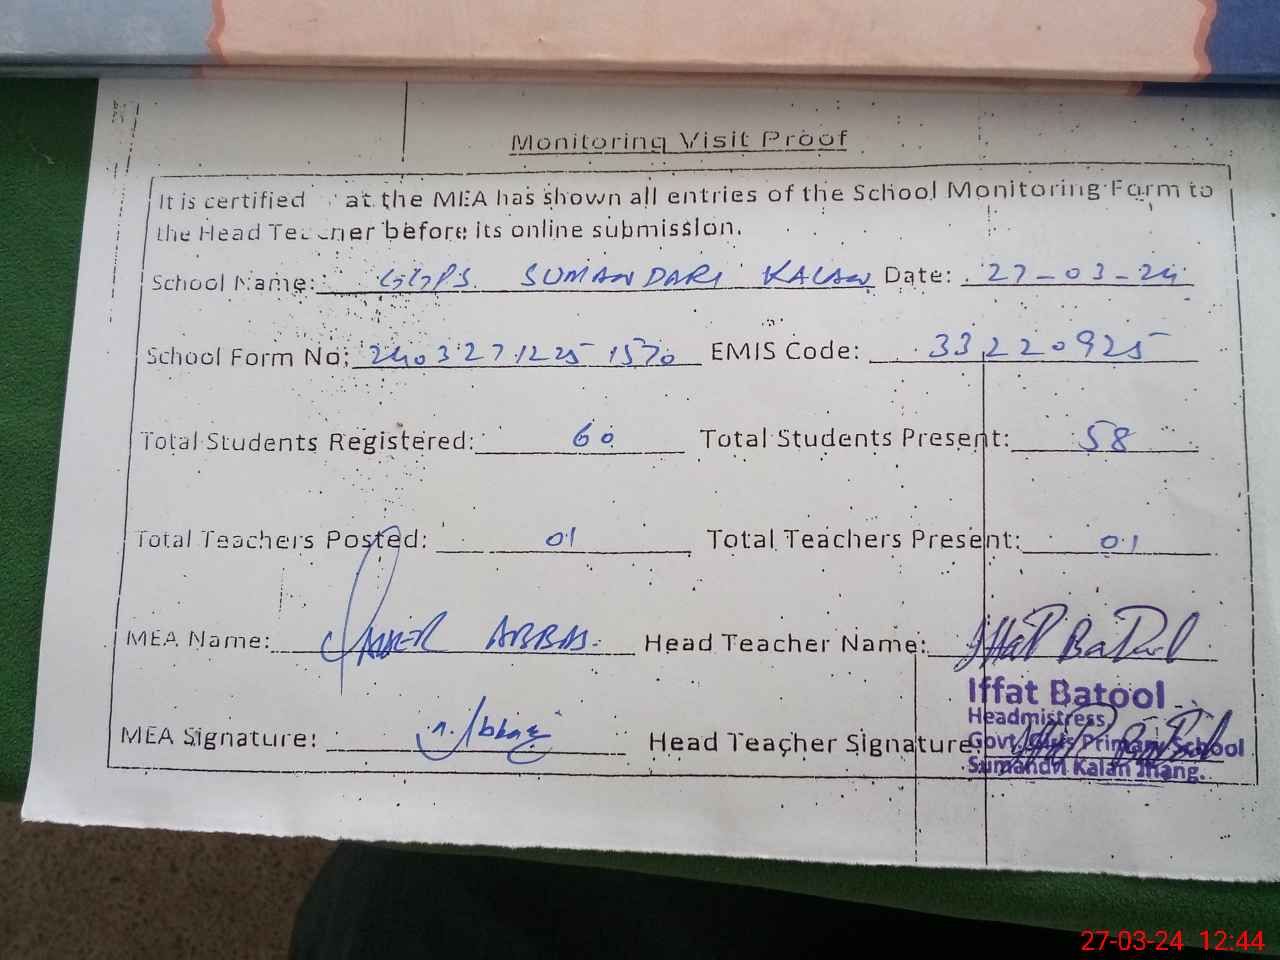 Monitoring Visit Proof
It is certified at the MEA has shown all entries of the School Monitoring Form to
the Head Teacher before its online submission.
School Name: GGPS SUMANDARI KALAN Date: 27-03-24
School Form No: 2403271225 1570 EMIS Code: 33220925
Total Students Registered: 60 Total Students Present: 58
Total Teachers Posted: 01 Total Teachers Present: 01
MEA Name: ABBAS. Head Teacher Name: Iffat Batool
Iffat Batool
Headmistress
MEA Signature: Head Teacher Signature:
Govt. Girls Primary School
Sumandri Kalan Jhang.
27-03-24 12:44